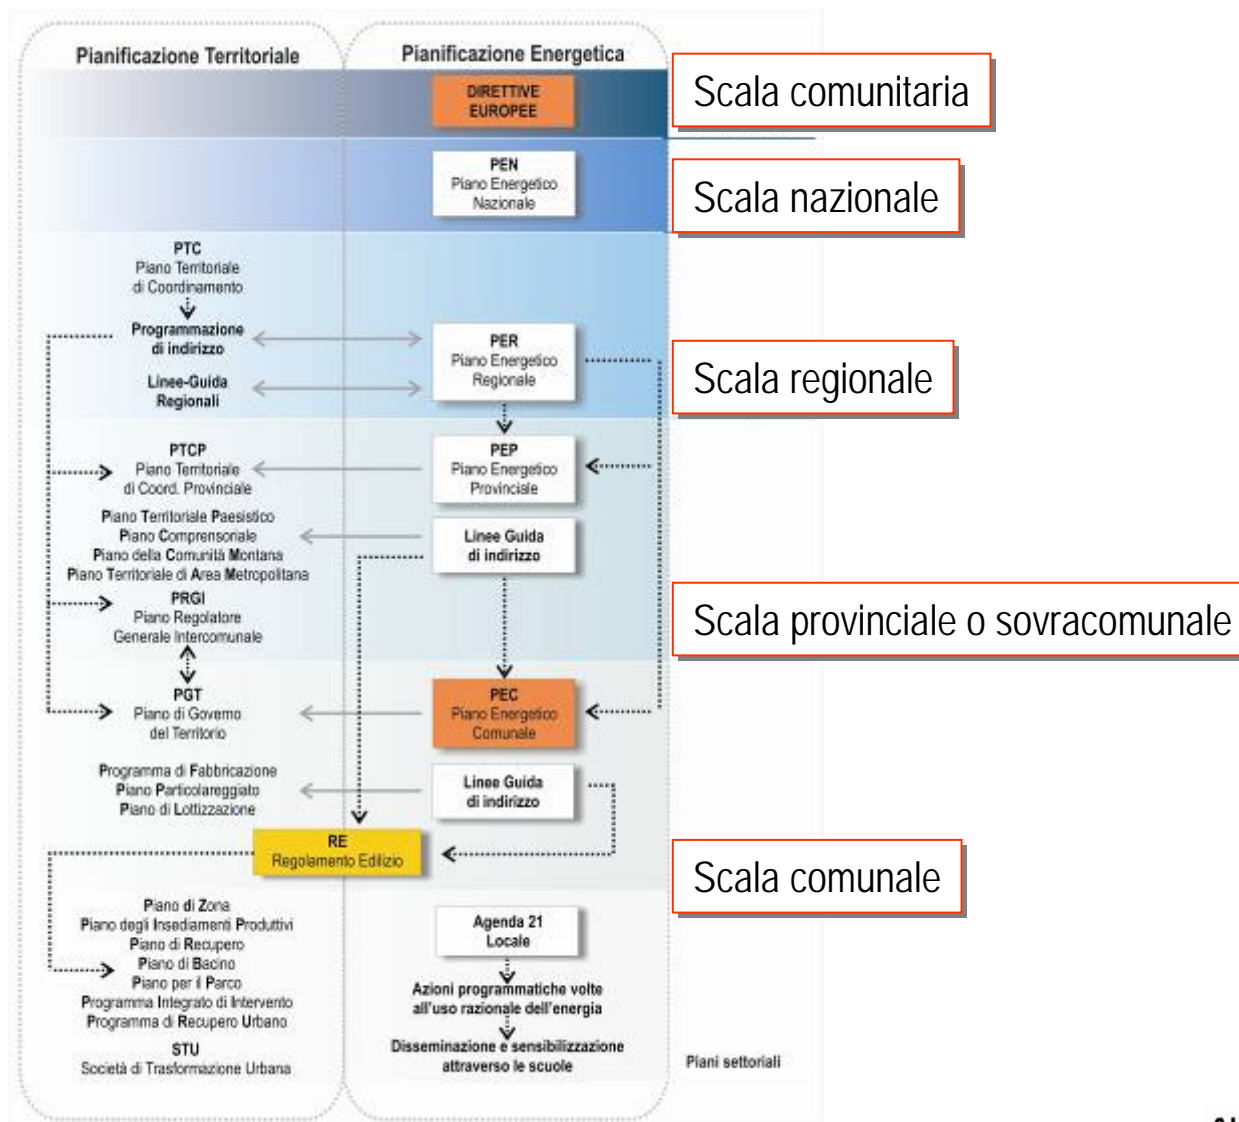 Pianificazione Territoriale
Pianificazione Energetica
DIRETTIVE
EUROPEE
Scala comunitaria
PEN
Piano Energetico
Nazionale
Scala nazionale
PTC
Piano Territoriale
di Coordinamento
Programmazione
di indirizzo
Linee-Guida
Regionali
PER
Piano Energetico
Regionale
Scala regionale
PTCP
Piano Territoriale
di Coord. Provinciale
PEP
Piano Energetico
Provinciale
Piano Territoriale Paesistico
Piano Comprensoriale
Piano della Comunità Montana
Piano Territoriale di Area Metropolitana
Linee Guida
di indirizzo
PRGI
Piano Regolatore
Generale Intercomunale
Scala provinciale o sovracomunale
PGT
Piano di Governo
del Territorio
PEC
Piano Energetico
Comunale
Programma di Fabbricazione
Piano Particolareggiato
Piano di Lottizzazione
Linee Guida
di indirizzo
RE
Regolamento Edilizio
Scala comunale
Piano di Zona
Piano degli Insediamenti Produttivi
Piano di Recupero
Piano di Bacino
Piano per il Parco
Programma Integrato di Intervento
Programma di Recupero Urbano
STU
Società di Trasformazione Urbana
Agenda 21
Locale
Azioni programmatiche volte
all'uso razionale dell'energia
Disseminazione e sensibilizzazione
attraverso le scuole
Piani settoriali